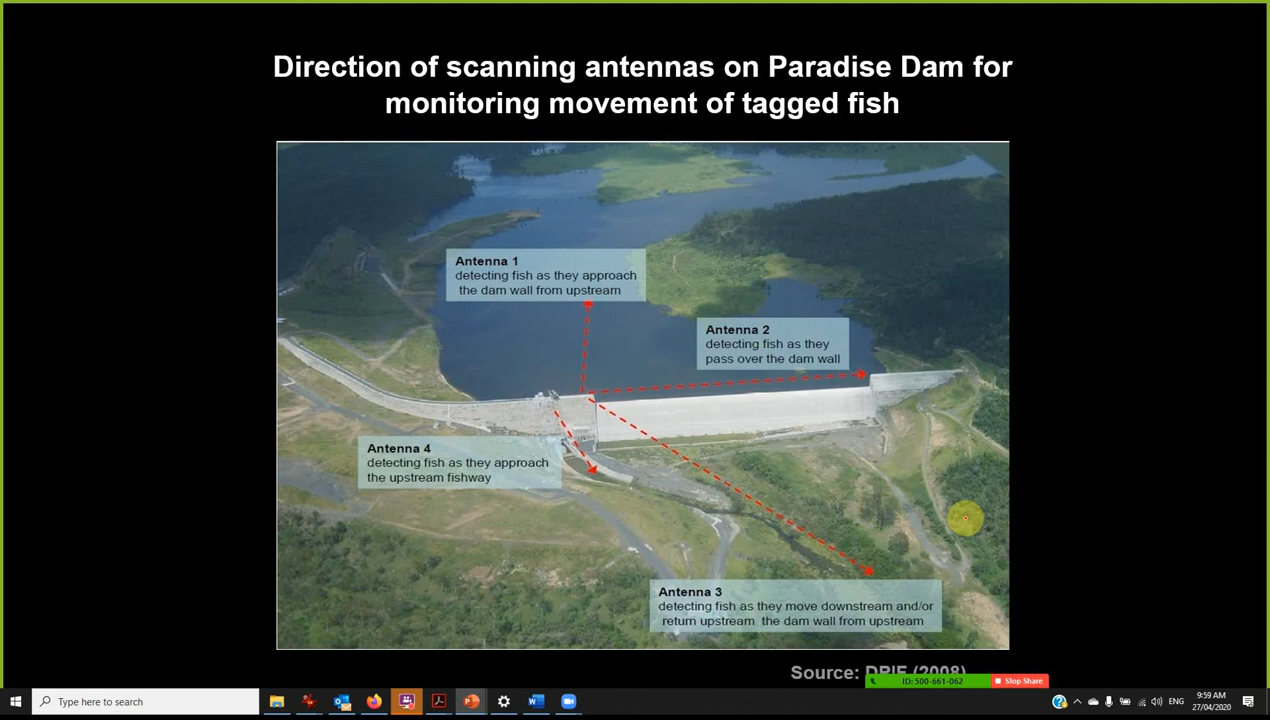 Direction of scanning antennas on Paradise Dam for
monitoring movement of tagged fish
Antenna 1
detecting fish as they approach
the dam wall from upstream
Antenna 2
detecting fish as they
pass over the dam wall
Antenna 4
detecting fish as they approach
the upstream fishway
Antenna 3
detecting fish as they move downstream and/or
return upstream the dam wall from upstream
Source: DPIF (2008)
ID: 500-661-062
Stop Share
Type here to search
ENG
9:59 AM
27/04/2020